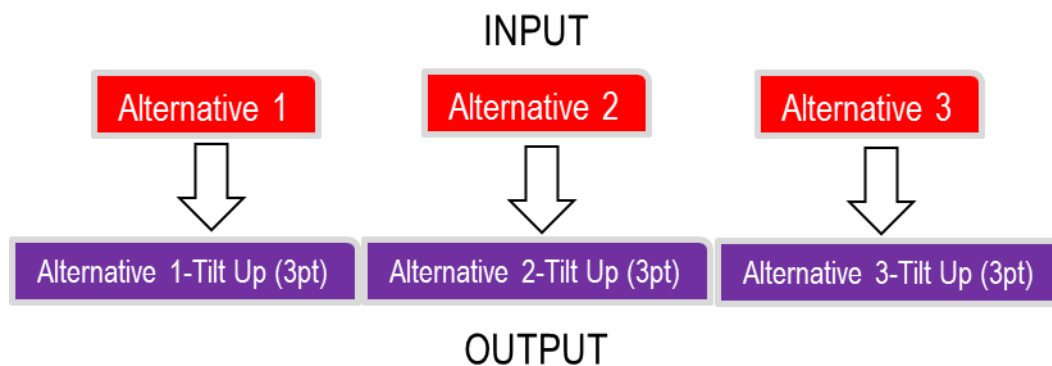 INPUT
Alternative 1
Alternative 2
Alternative 3
Alternative 1-Tilt Up (3pt)
Alternative 2-Tilt Up (3pt)
Alternative 3-Tilt Up (3pt)
OUTPUT